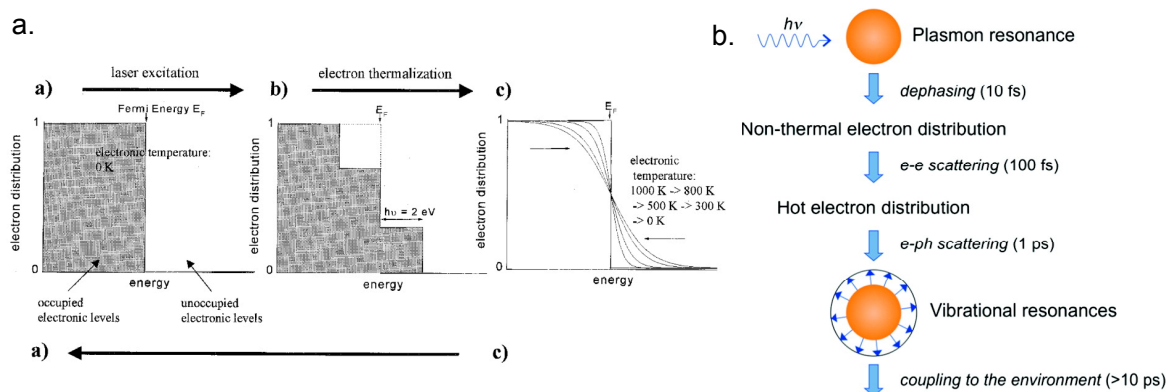 a.
laser excitation
electron thermalization
a)
b)
c)
Fermi Energy E_F
electron distribution
1
0
electronic temperature:
0 K
energy
occupied
electronic levels
unoccupied
electronic levels
E_F
electron distribution
1
0
hυ = 2 eV
energy
E_F
electron distribution
1
0
electronic
temperature:
1000 K -> 800 K
-> 500 K -> 300 K
-> 0 K
energy
a)
c)
b.
hν
Plasmon resonance
dephasing (10 fs)
Non-thermal electron distribution
e-e scattering (100 fs)
Hot electron distribution
e-ph scattering (1 ps)
Vibrational resonances
coupling to the environment (>10 ps)